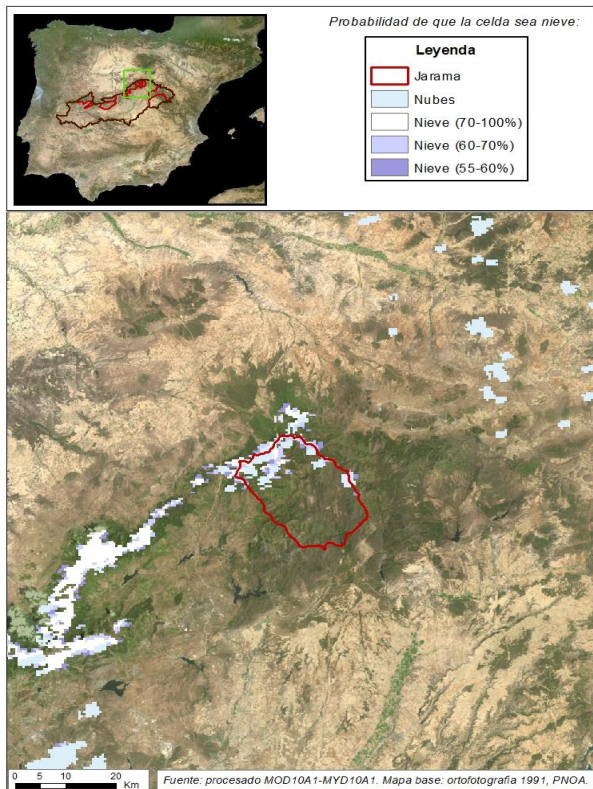 Probabilidad de que la celda sea nieve:
Leyenda
Jarama
Nubes
Nieve (70-100%)
Nieve (60-70%)
Nieve (55-60%)
0 5 10 20
Km
Fuente: procesado MOD10A1-MYD10A1. Mapa base: ortofotografia 1991, PNOA.